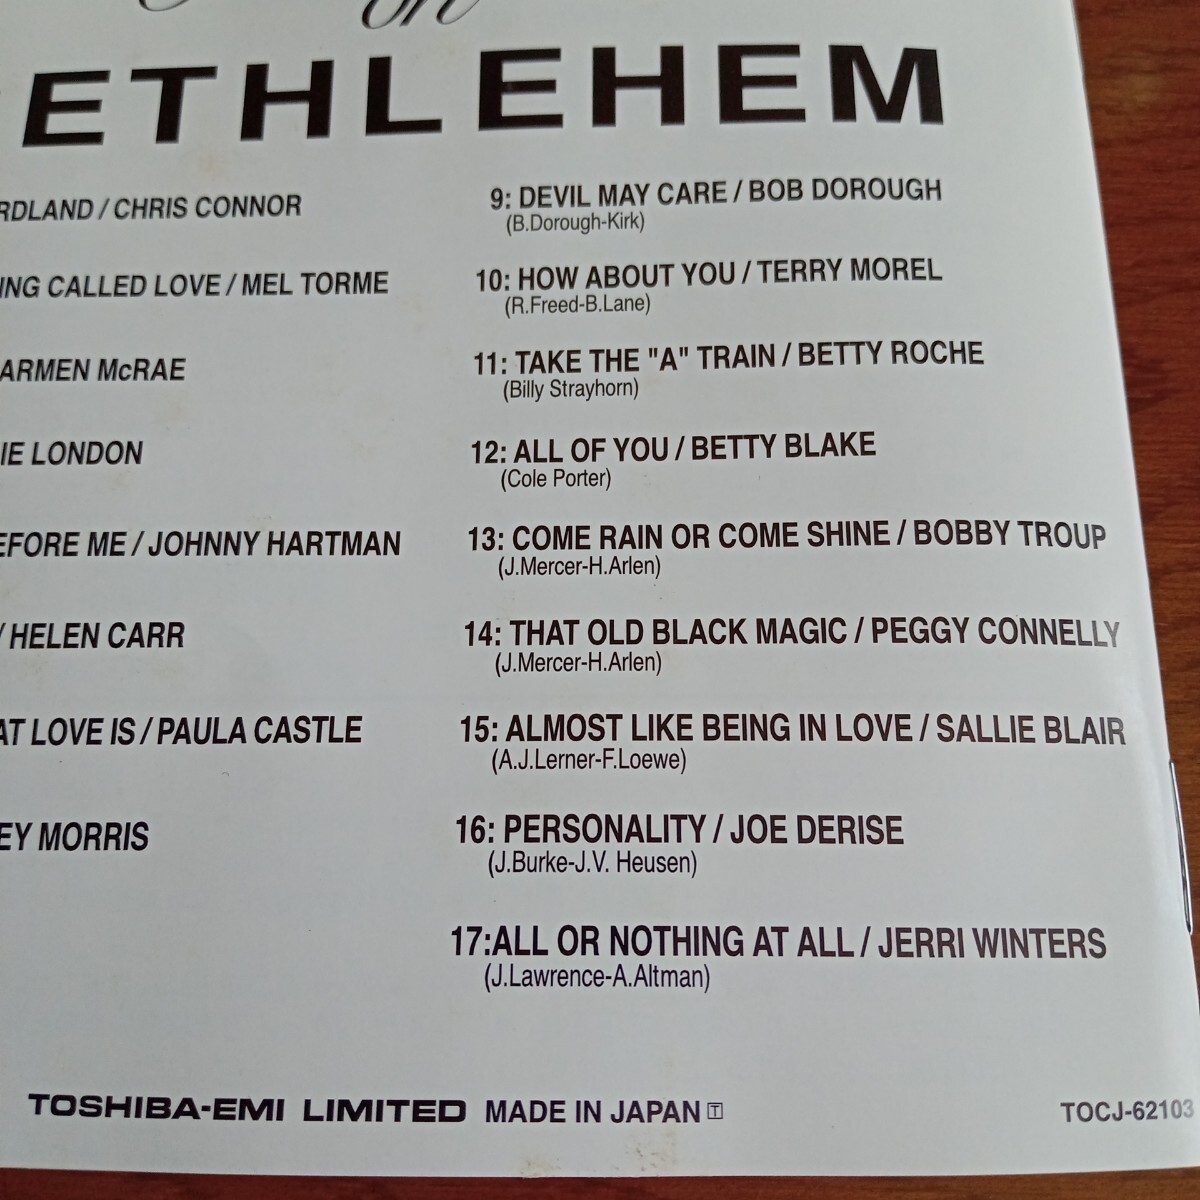 on
ETHLEHEM
RDLAND / CHRIS CONNOR
ING CALLED LOVE / MEL TORME
ARMEN McRAE
IE LONDON
EFORE ME / JOHNNY HARTMAN
/ HELEN CARR
AT LOVE IS / PAULA CASTLE
EY MORRIS
9: DEVIL MAY CARE / BOB DOROUGH
(B.Dorough-Kirk)
10: HOW ABOUT YOU / TERRY MOREL
(R.Freed-B.Lane)
11: TAKE THE "A" TRAIN / BETTY ROCHE
(Billy Strayhorn)
12: ALL OF YOU / BETTY BLAKE
(Cole Porter)
13: COME RAIN OR COME SHINE / BOBBY TROUP
(J.Mercer-H.Arlen)
14: THAT OLD BLACK MAGIC / PEGGY CONNELLY
(J.Mercer-H.Arlen)
15: ALMOST LIKE BEING IN LOVE / SALLIE BLAIR
(A.J.Lerner-F.Loewe)
16: PERSONALITY / JOE DERISE
(J.Burke-J.V. Heusen)
17:ALL OR NOTHING AT ALL / JERRI WINTERS
(J.Lawrence-A.Altman)
TOSHIBA-EMI LIMITED MADE IN JAPAN T
TOCJ-62103